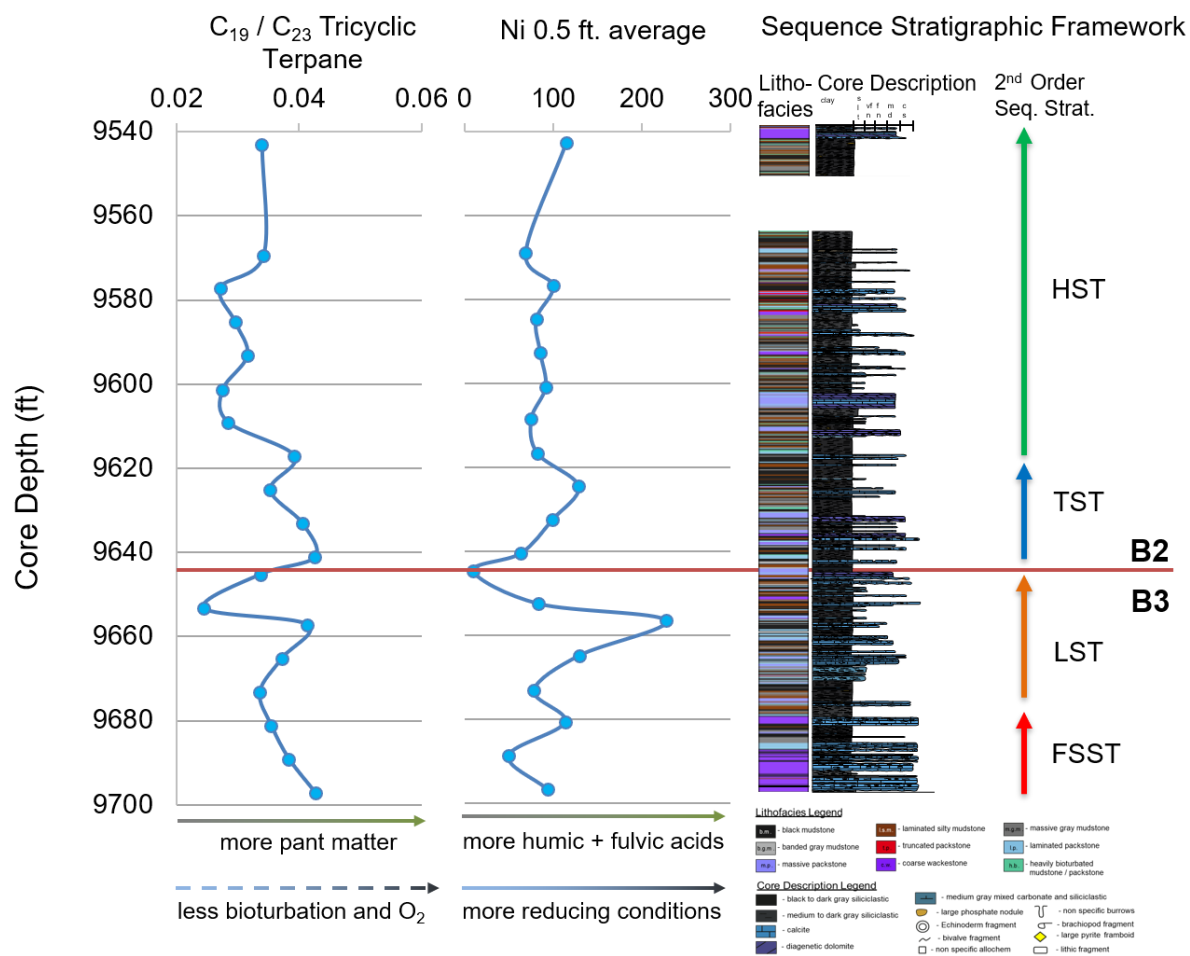 C19 / C23 Tricyclic
Terpane
Ni 0.5 ft. average
Sequence Stratigraphic Framework
Litho-
facies
Core Description
2nd Order
Seq. Strat.
clay
slt
vfn
fn
md
cs
0.02 0.04 0.06
0 100 200 300
Core Depth (ft)
9540
9560
9580
9600
9620
9640
9660
9680
9700
HST
TST
B2
B3
LST
FSST
more pant matter
more humic + fulvic acids
less bioturbation and O2
more reducing conditions
Lithofacies Legend
b.m. - black mudstone
l.s.m. - laminated silty mudstone
m.g.m. - massive gray mudstone
b.g.m. - banded gray mudstone
t.p. - truncated packstone
l.p. - laminated packstone
m.p. - massive packstone
c.w. - coarse wackestone
h.b. - heavily bioturbated
mudstone / packstone
Core Description Legend
- black to dark gray siliciclastic
- medium to dark gray siliciclastic
- calcite
- diagenetic dolomite
- medium gray mixed carbonate and siliciclastic
- large phosphate nodule
- non specific burrows
- Echinoderm fragment
- brachiopod fragment
- bivalve fragment
- large pyrite framboid
- non specific allochem
- lithic fragment